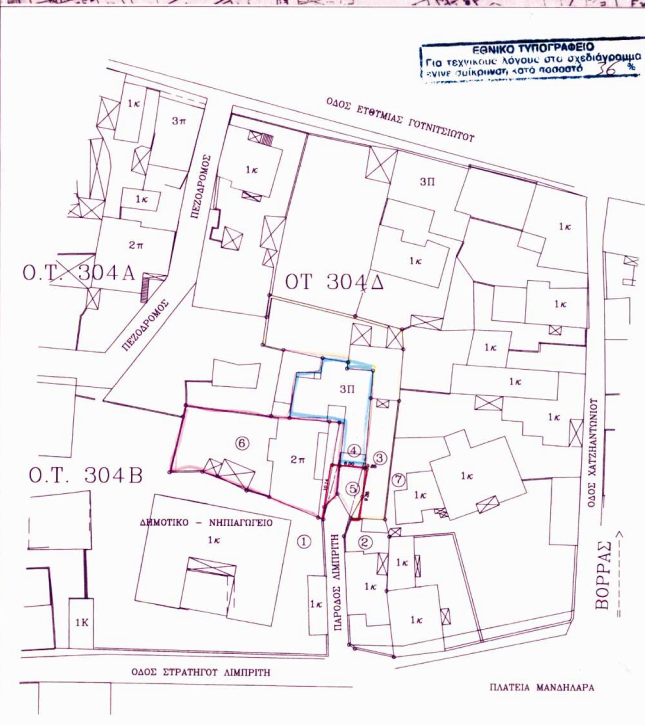 ΕΘΝΙΚΟ ΤΥΠΟΓΡΑΦΕΙΟ
Για τεχνικούς λόγους στο σχεδιάγραμμα
έγινε σμίκρυνση κατά ποσοστό 36 %
ΟΔΟΣ ΕΥΘΥΜΙΑΣ ΓΟΥΝΙΤΣΙΩΤΟΥ
1κ
3π
1κ
3Π
ΠΕΖΟΔΡΟΜΟΣ
1κ
1κ
2π
1κ
Ο.Τ. 304Α
ΟΤ 304Δ
1κ
ΠΕΖΟΔΡΟΜΟΣ
1κ
1κ
3Π
1κ
ΟΔΟΣ ΧΑΤΖΗΑΝΤΩΝΙΟΥ
6
2π
4
3
Ο.Τ. 304Β
7
5
1κ
1κ
ΔΗΜΟΤΙΚΟ - ΝΗΠΙΑΓΩΓΕΙΟ
1κ
1
2
ΠΑΡΟΔΟΣ ΛΙΜΠΡΙΤΗ
1κ
ΒΟΡΡΑΣ
1κ
1κ
1Κ
ΟΔΟΣ ΣΤΡΑΤΗΓΟΥ ΛΙΜΠΡΙΤΗ
ΠΛΑΤΕΙΑ ΜΑΝΔΗΛΑΡΑ